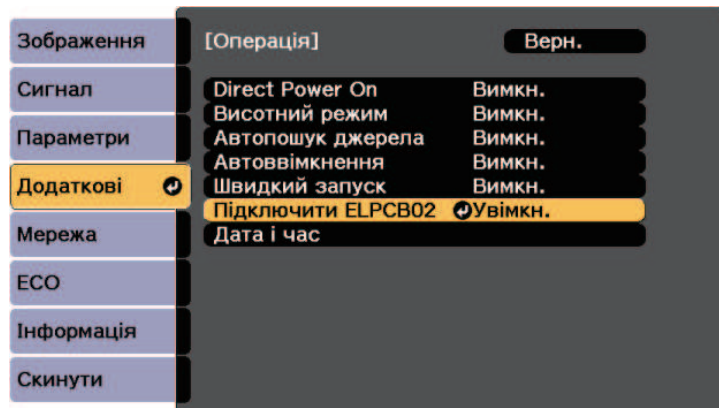 Зображення
Сигнал
Параметри
Додаткові
Мережа
ECO
Інформація
Скинути
[Операція] Верн.
Direct Power On Вимкн.
Висотний режим Вимкн.
Автопошук джерела Вимкн.
Автоввімкнення Вимкн.
Швидкий запуск Вимкн.
Підключити ELPCB02 Увімкн.
Дата і час